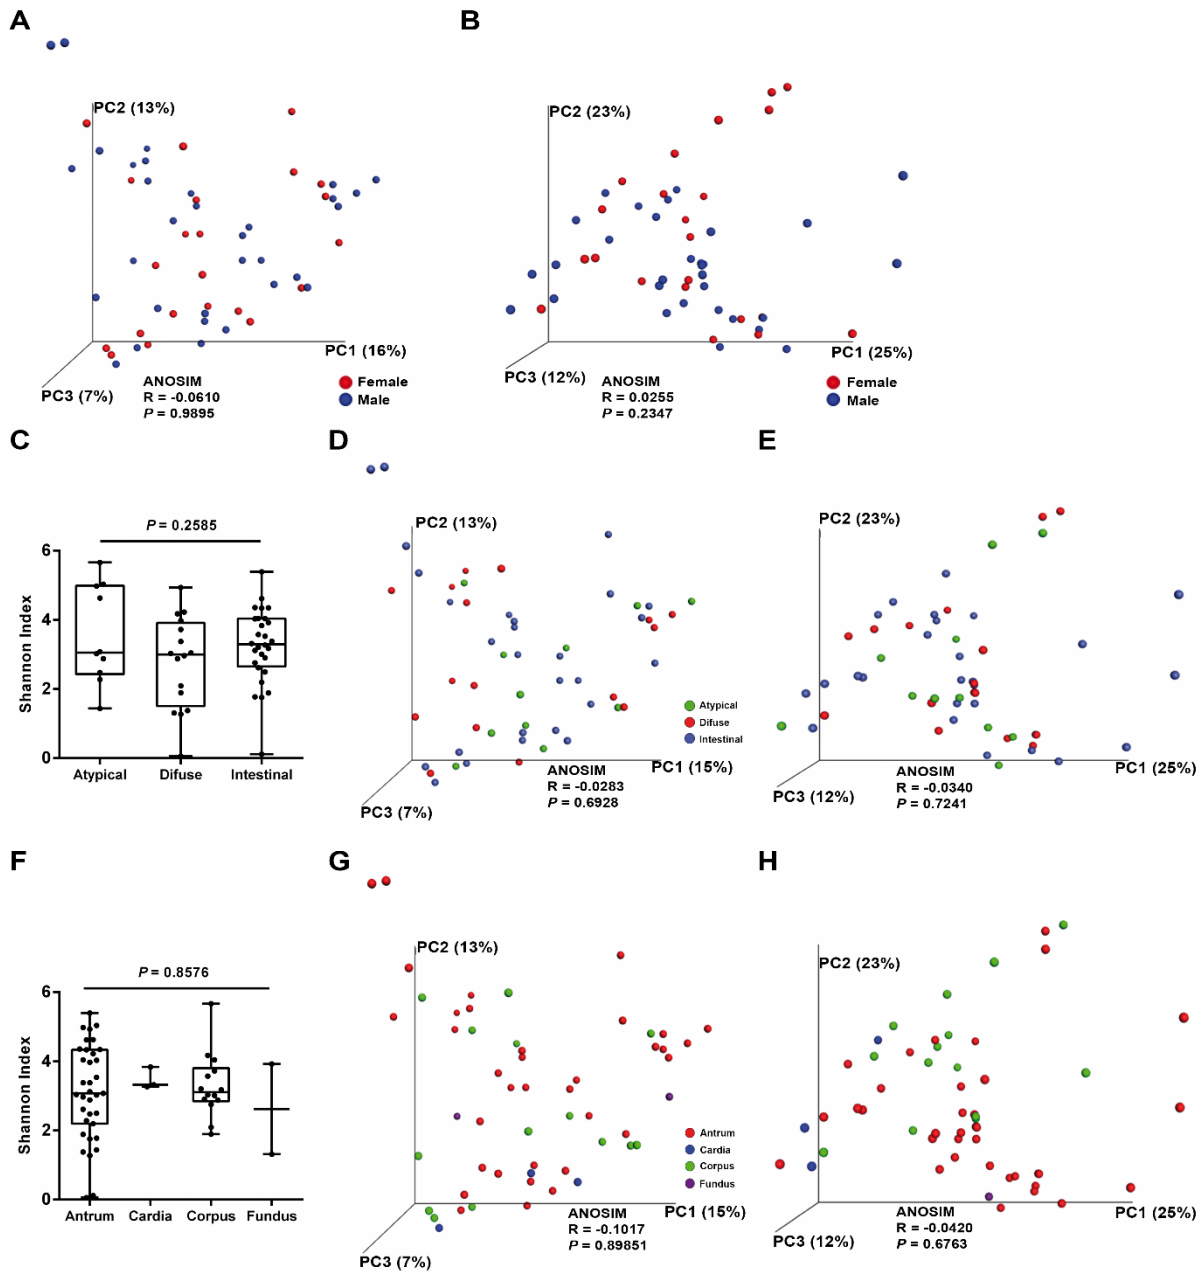 A
PC2 (13%)
PC1 (16%)
PC3 (7%)
ANOSIM
R = -0.0610
P = 0.9895
Female
Male
B
PC2 (23%)
PC1 (25%)
PC3 (12%)
ANOSIM
R = 0.0255
P = 0.2347
Female
Male
C
P = 0.2585
Shannon Index
6
4
2
0
Atypical
Difuse
Intestinal
D
PC2 (13%)
PC1 (15%)
PC3 (7%)
ANOSIM
R = -0.0283
P = 0.6928
Atypical
Difuse
Intestinal
E
PC2 (23%)
PC1 (25%)
PC3 (12%)
ANOSIM
R = -0.0340
P = 0.7241
F
P = 0.8576
Shannon Index
6
4
2
0
Antrum
Cardia
Corpus
Fundus
G
PC2 (13%)
PC1 (15%)
PC3 (7%)
ANOSIM
R = -0.1017
P = 0.89851
Antrum
Cardia
Corpus
Fundus
H
PC2 (23%)
PC1 (25%)
PC3 (12%)
ANOSIM
R = -0.0420
P = 0.6763